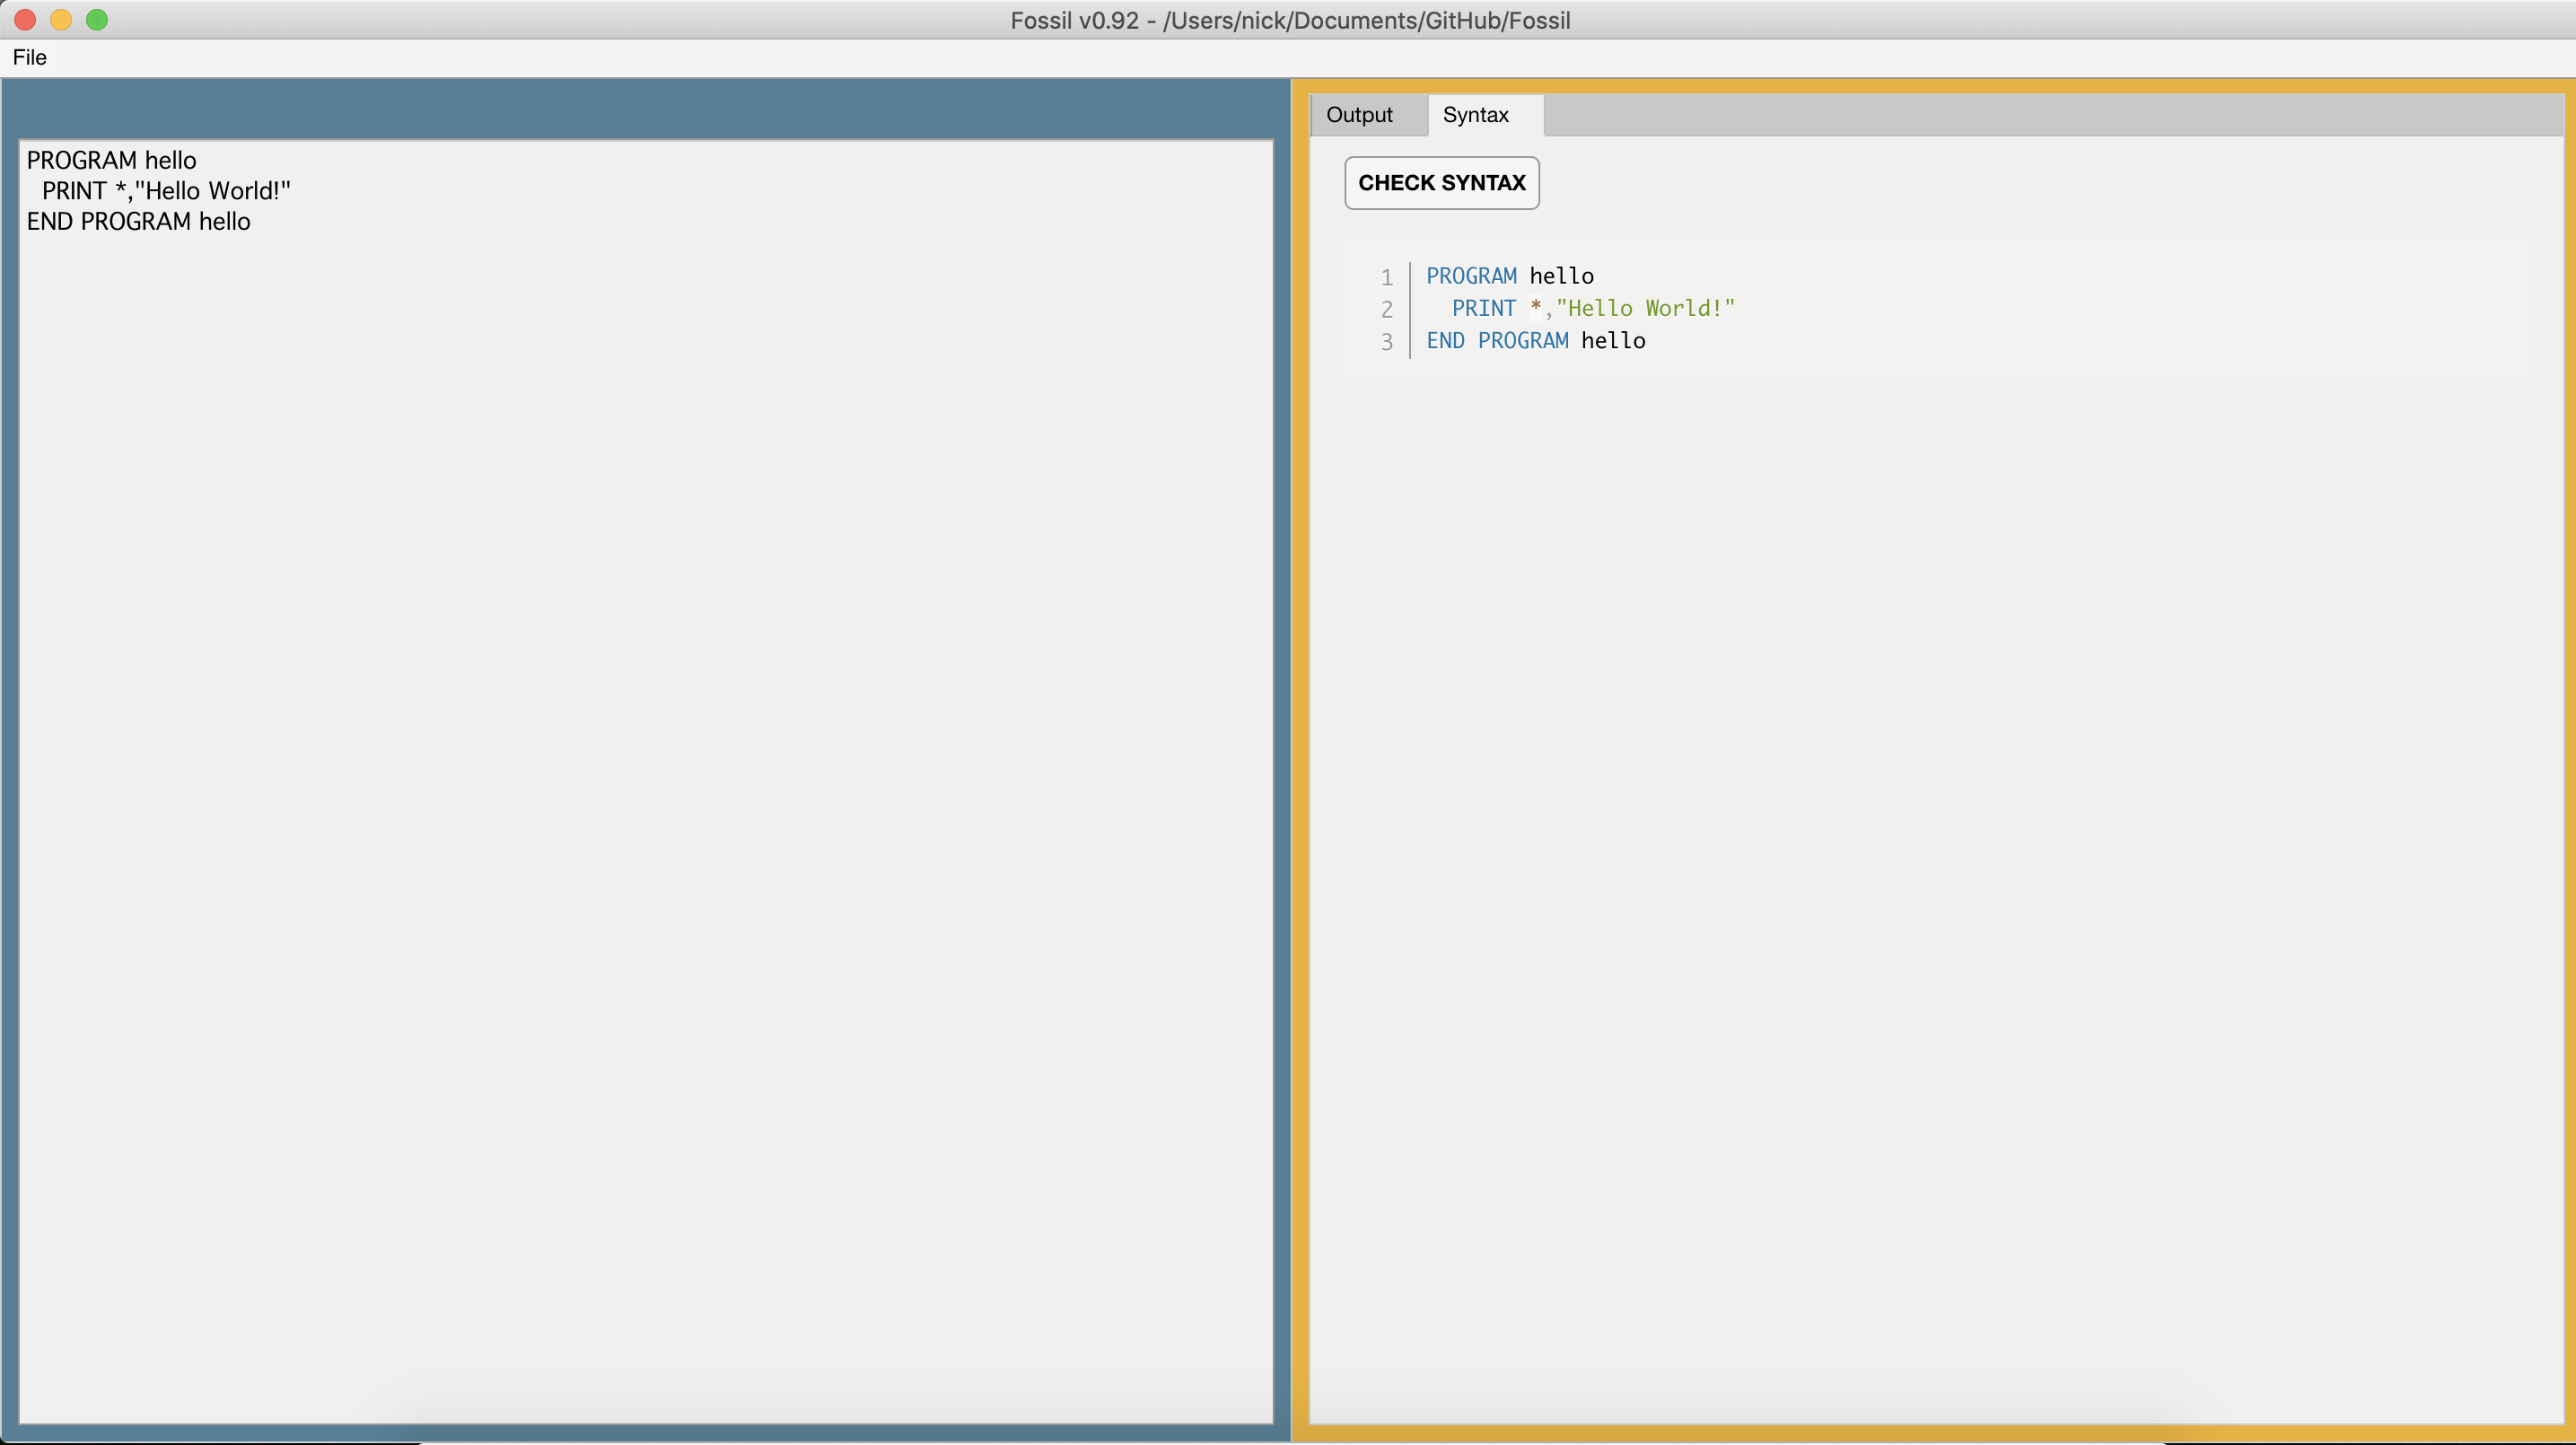 Fossil v0.92 - /Users/nick/Documents/GitHub/Fossil
File
PROGRAM hello
  PRINT *,"Hello World!"
END PROGRAM hello
Output Syntax
CHECK SYNTAX
1 PROGRAM hello
2   PRINT *,"Hello World!"
3 END PROGRAM hello